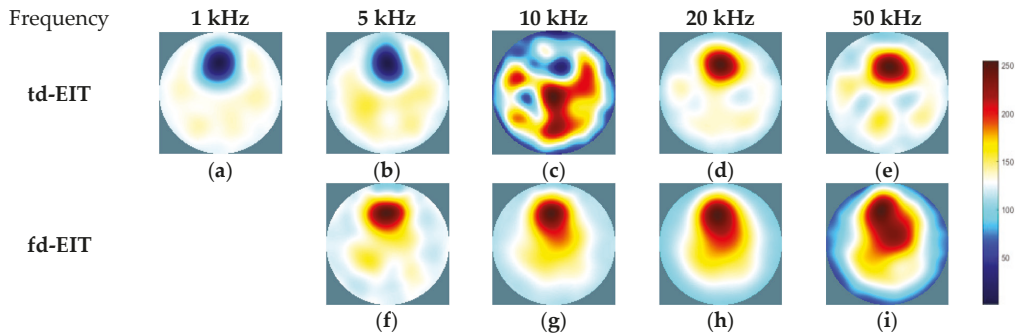 Frequency 1 kHz 5 kHz 10 kHz 20 kHz 50 kHz
td-EIT
(a) (b) (c) (d) (e)
fd-EIT
(f) (g) (h) (i)
250
200
150
100
50